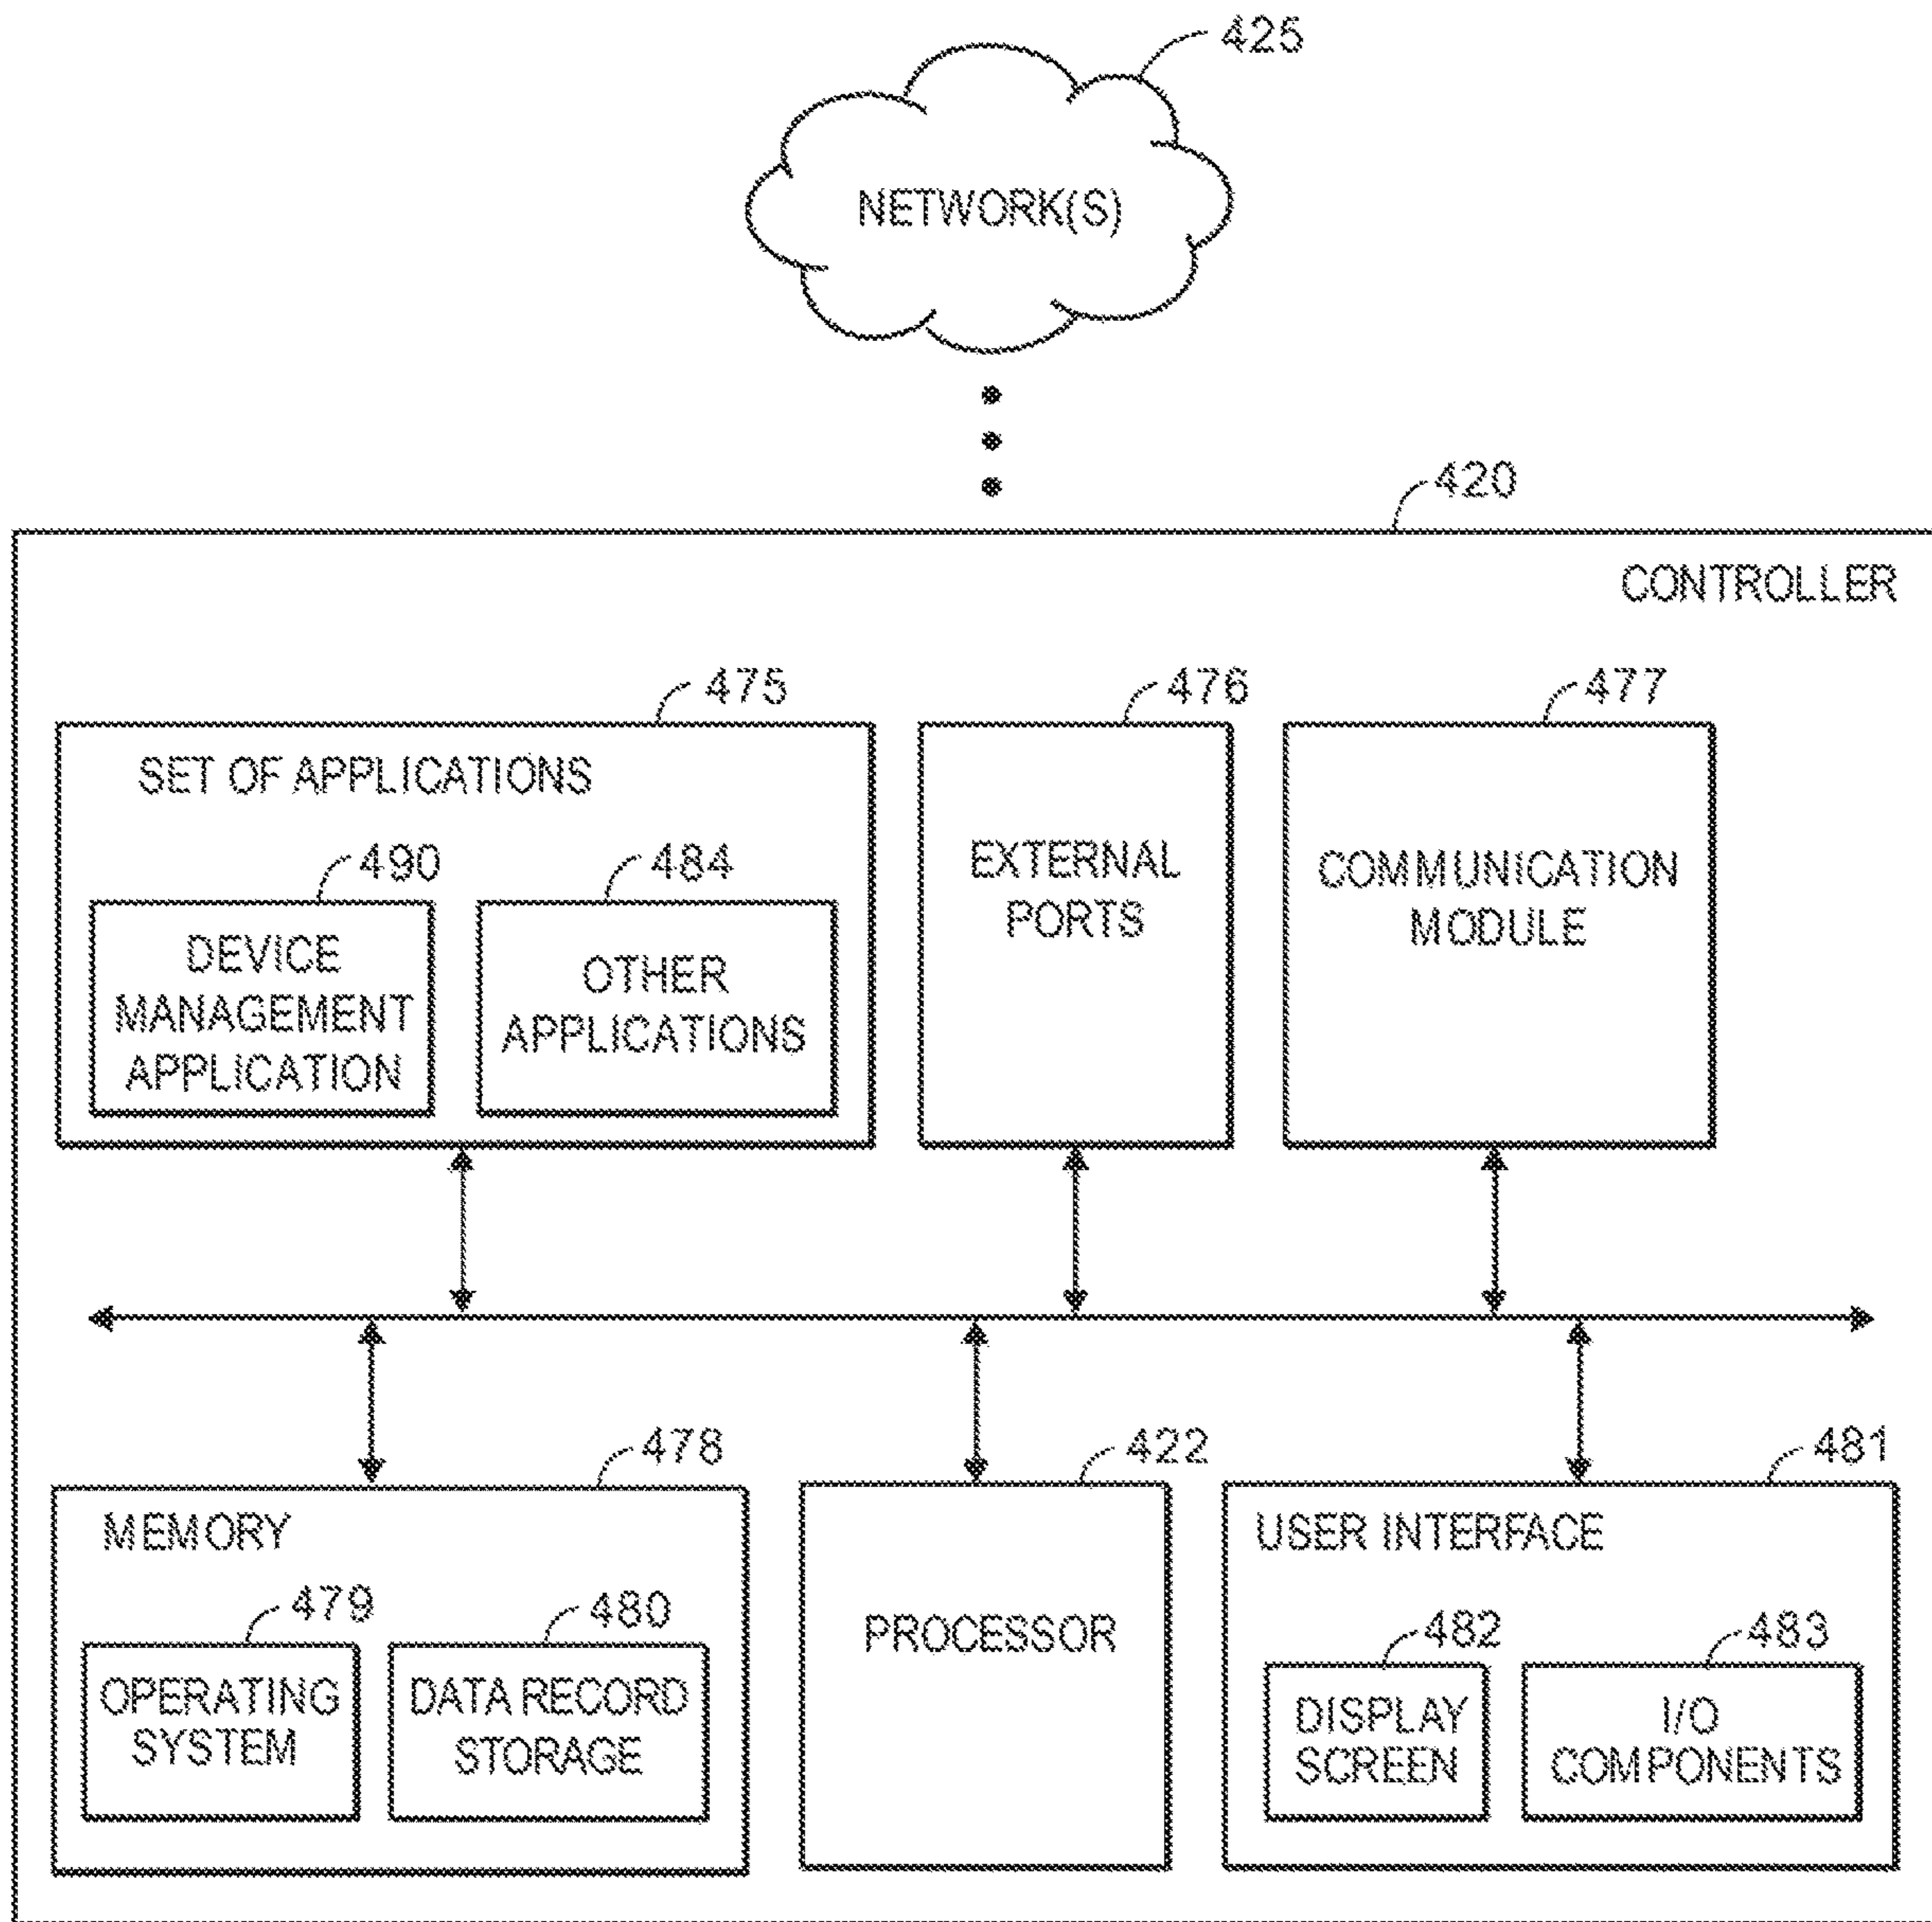 425
NETWORK(S)
420
CONTROLLER
475
SET OF APPLICATIONS
490
DEVICE
MANAGEMENT
APPLICATION
484
OTHER
APPLICATIONS
476
EXTERNAL
PORTS
477
COMMUNICATION
MODULE
478
MEMORY
479
OPERATING
SYSTEM
480
DATA RECORD
STORAGE
422
PROCESSOR
481
USER INTERFACE
482
DISPLAY
SCREEN
483
I/O
COMPONENTS